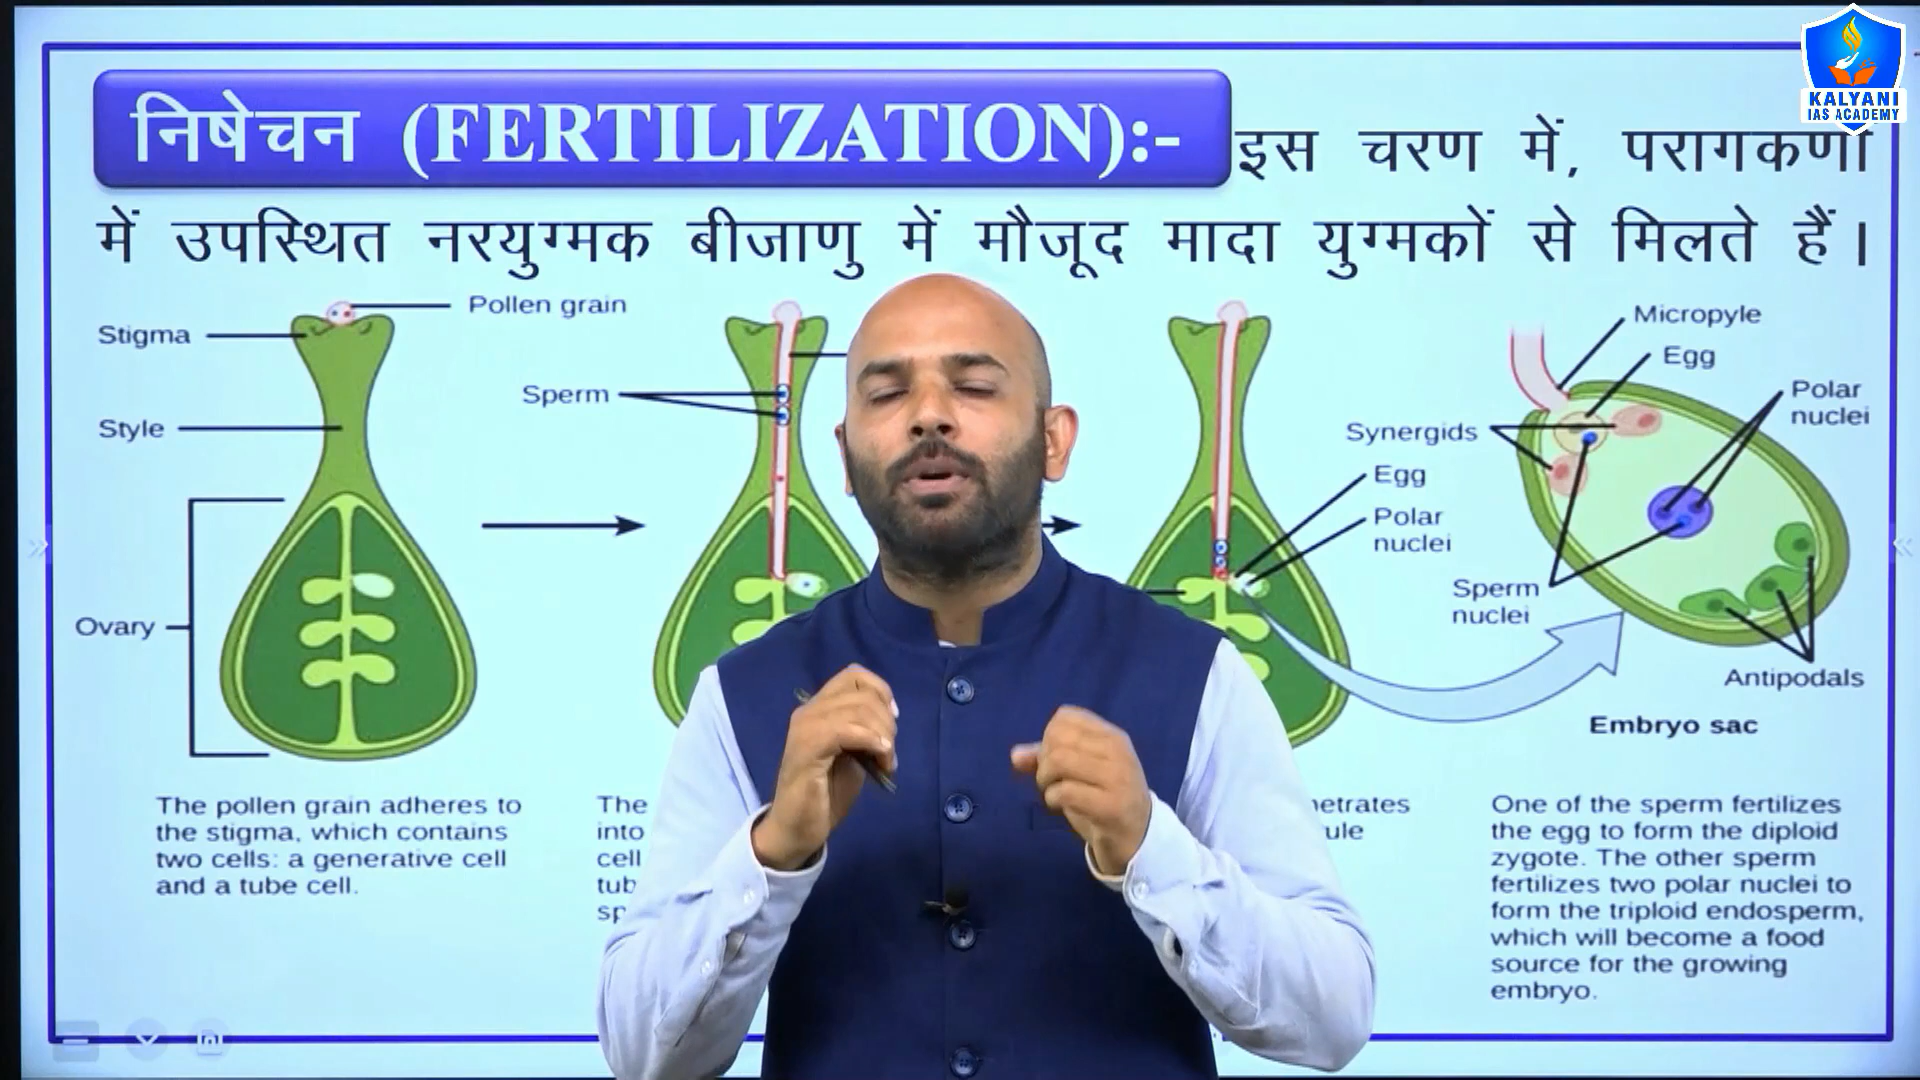 KALYANI
IAS ACADEMY
निषेचन (FERTILIZATION):- इस चरण में, परागकणों
में उपस्थित नरयुग्मक बीजाणु में मौजूद मादा युग्मकों से मिलते हैं।
Pollen grain
Stigma
Style
Ovary
Sperm
Egg
Polar
nuclei
Micropyle
Egg
Polar
nuclei
Synergids
Sperm
nuclei
Antipodals
Embryo sac
The pollen grain adheres to
the stigma, which contains
two cells: a generative cell
and a tube cell.
The
into
cell
One of the sperm fertilizes
the egg to form the diploid
zygote. The other sperm
fertilizes two polar nuclei to
form the triploid endosperm,
which will become a food
source for the growing
embryo.